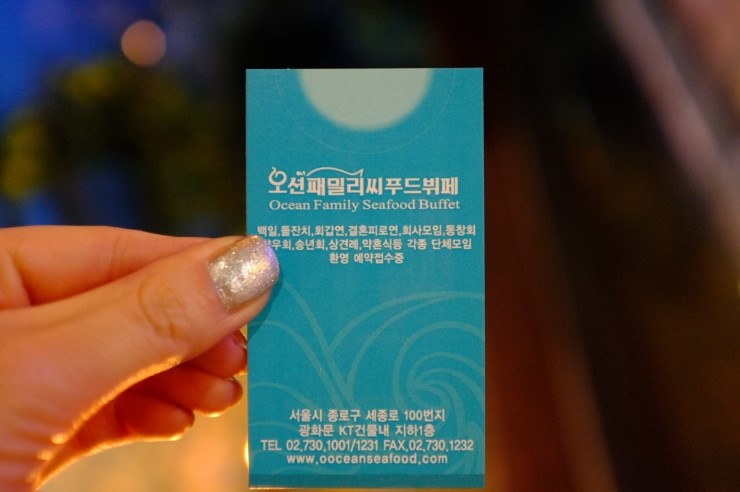 오션패밀리씨푸드뷔페
Ocean Family Seafood Buffet
백일,돌잔치,회갑연,결혼피로연,회사모임,동창회
송년회,상견례,약혼식등 각종 단체모임
환영 예약접수중
서울시 종로구 세종로 100번지
광화문 KT건물내 지하1층
TEL 02.730.1001/1231 FAX.02.730.1232
www.ooceanseafood.com